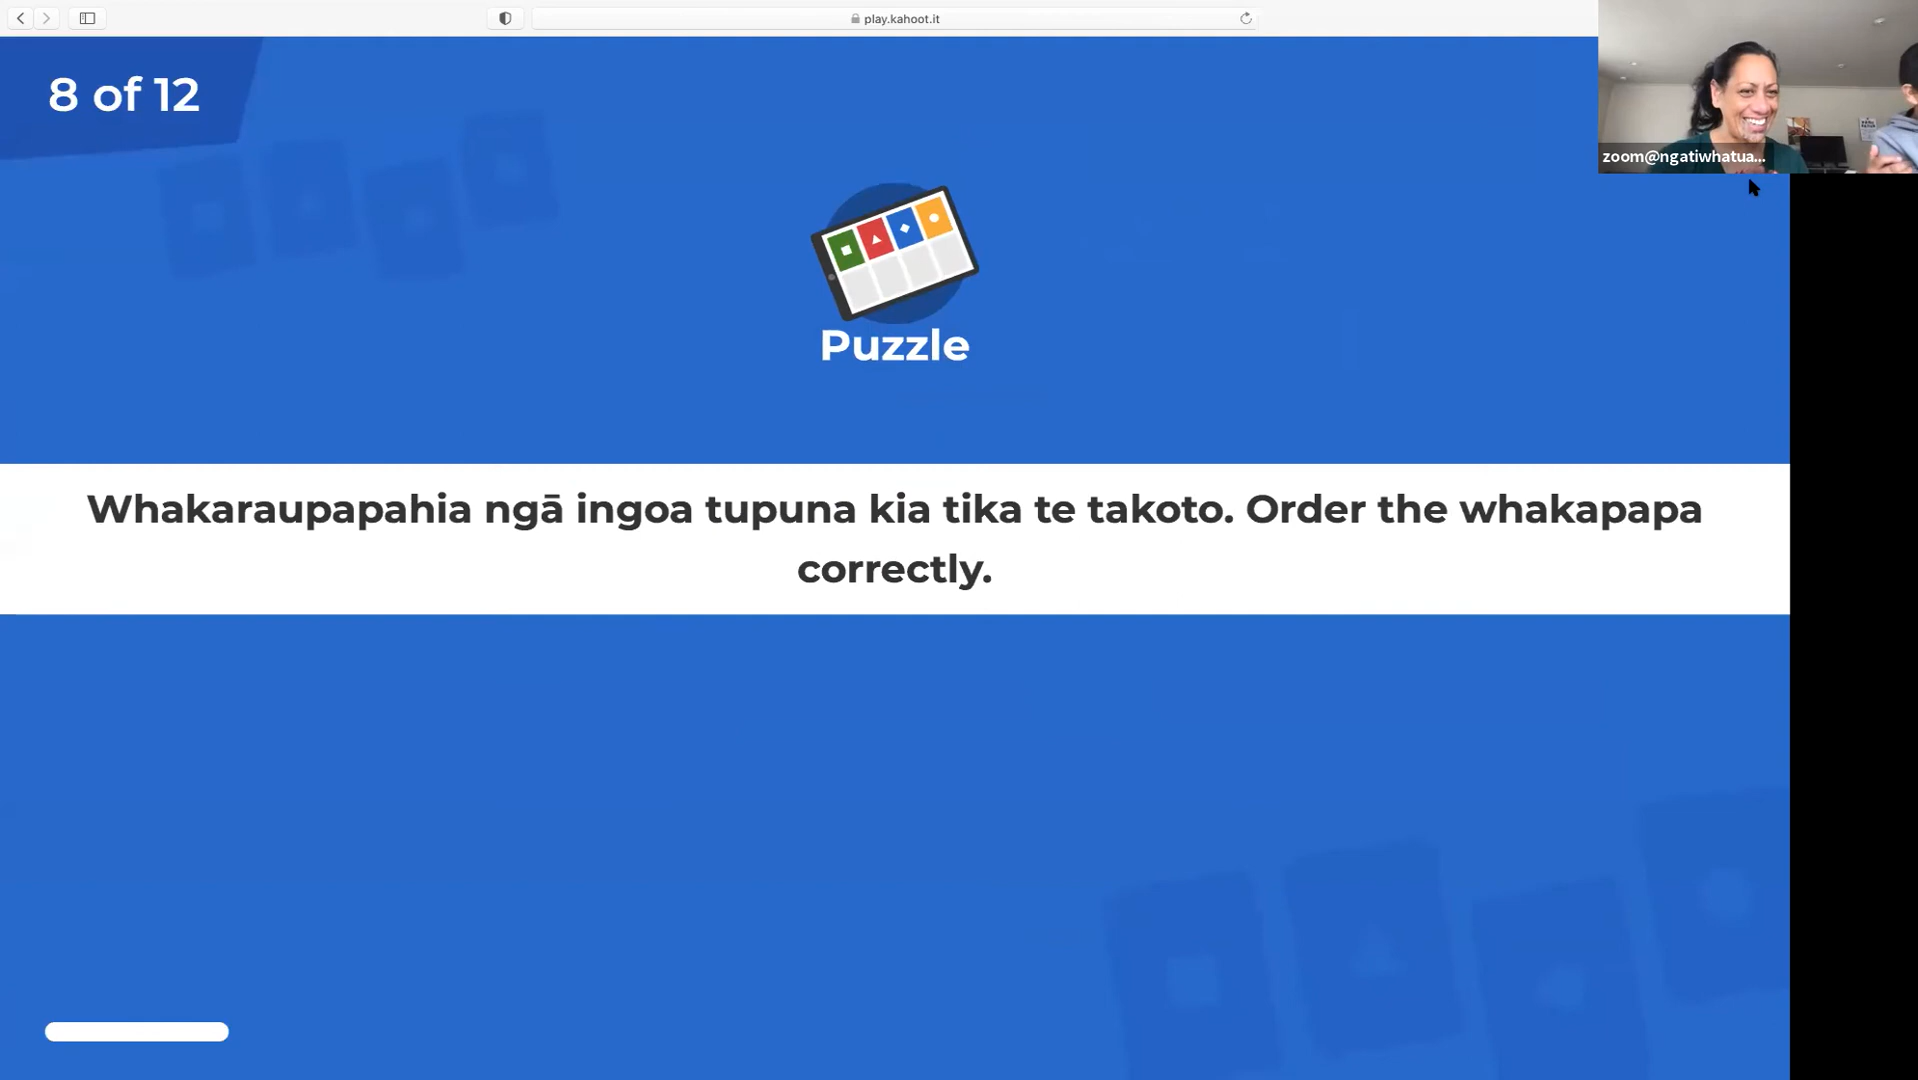 play.kahoot.it
8 of 12
zoom@ngatiwhatua...
Puzzle
Whakaraupapahia ngā ingoa tupuna kia tika te takoto. Order the whakapapa
correctly.